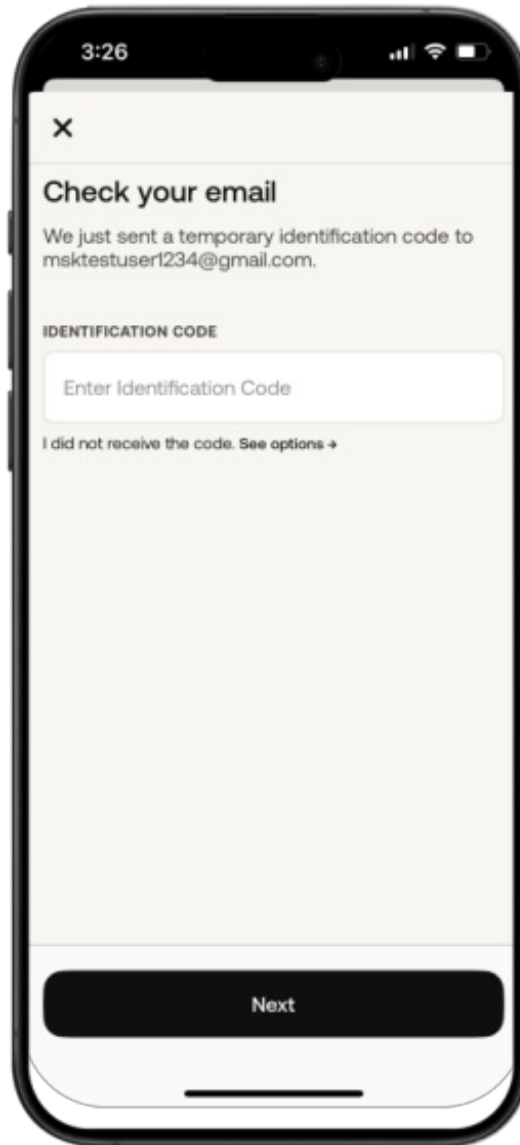 3:26
Check your email
We just sent a temporary identification code to
msktestuser1234@gmail.com.
IDENTIFICATION CODE
Enter Identification Code
I did not receive the code. See options →
Next